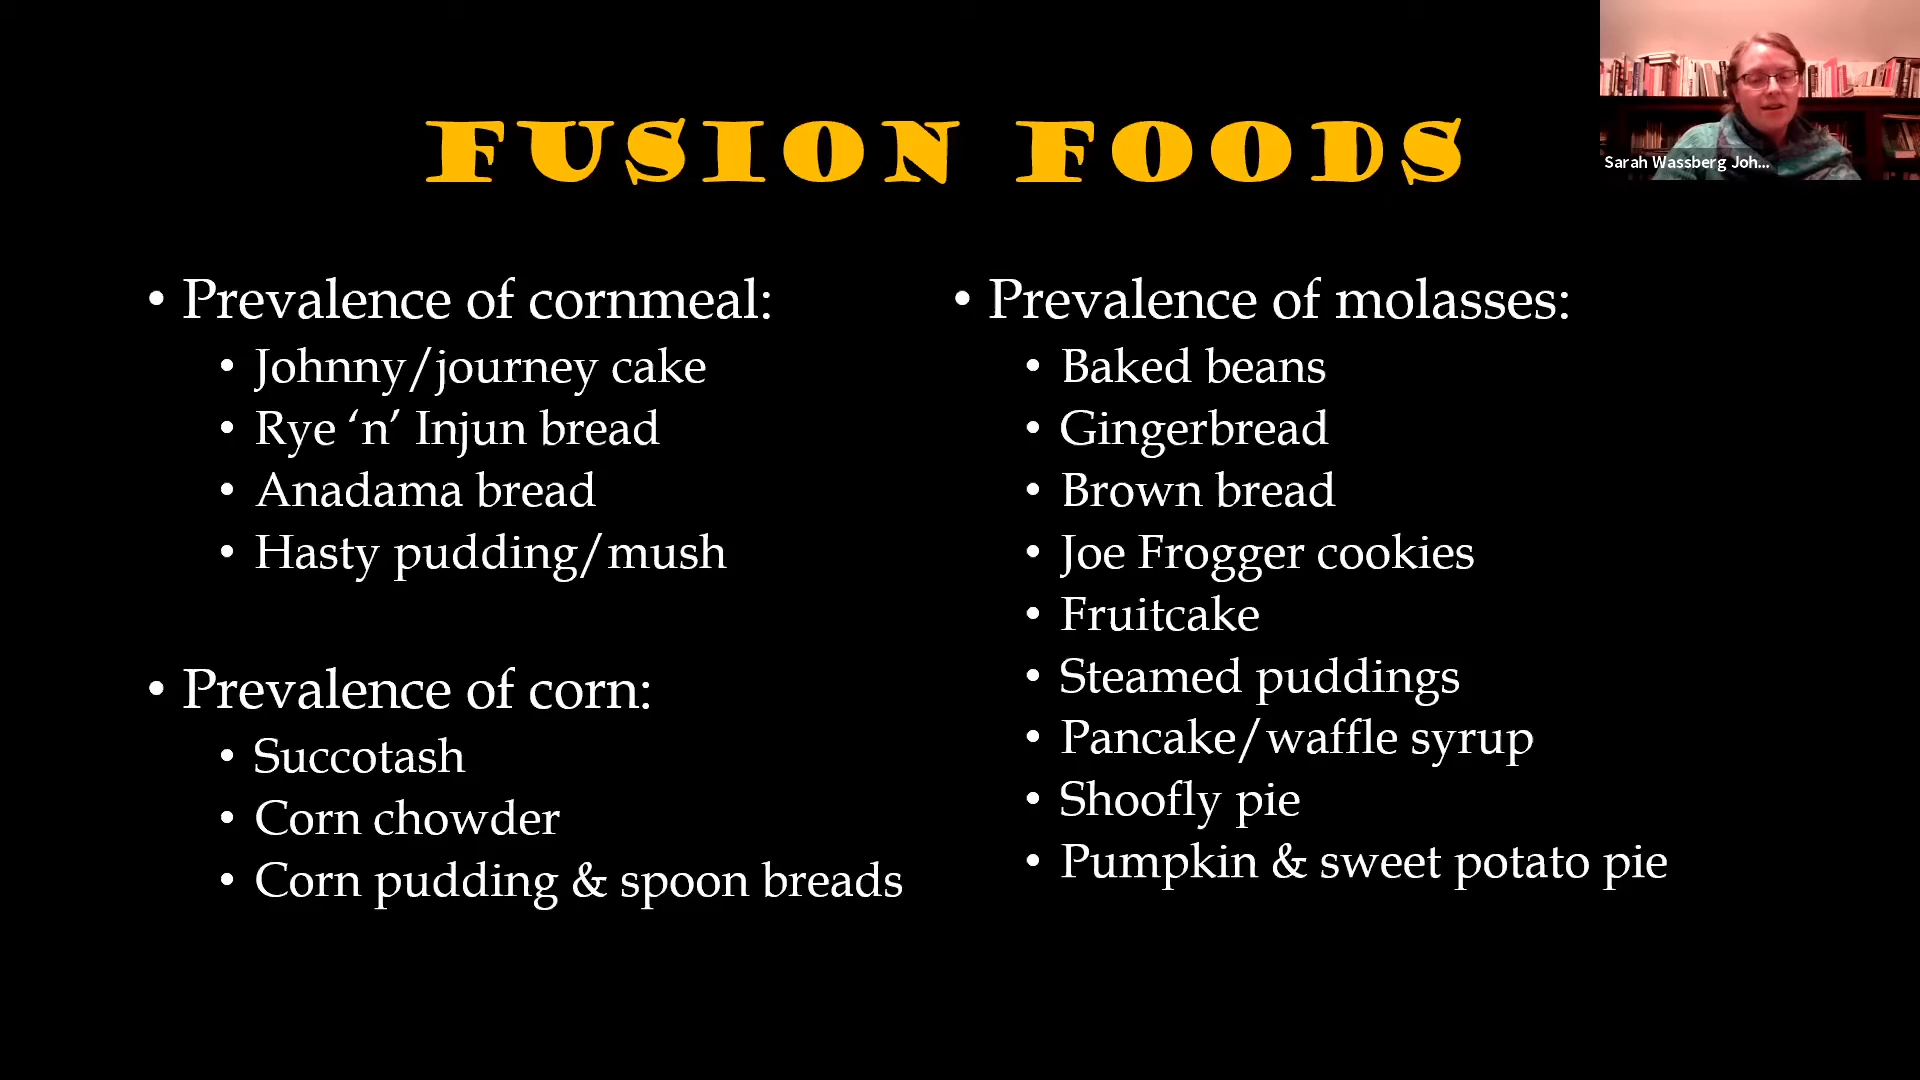 FUSION FOODS
Sarah Wassberg Joh...
• Prevalence of cornmeal:
• Johnny/journey cake
• Rye ‘n’ Injun bread
• Anadama bread
• Hasty pudding/mush
• Prevalence of corn:
• Succotash
• Corn chowder
• Corn pudding & spoon breads
• Prevalence of molasses:
• Baked beans
• Gingerbread
• Brown bread
• Joe Frogger cookies
• Fruitcake
• Steamed puddings
• Pancake/waffle syrup
• Shoofly pie
• Pumpkin & sweet potato pie